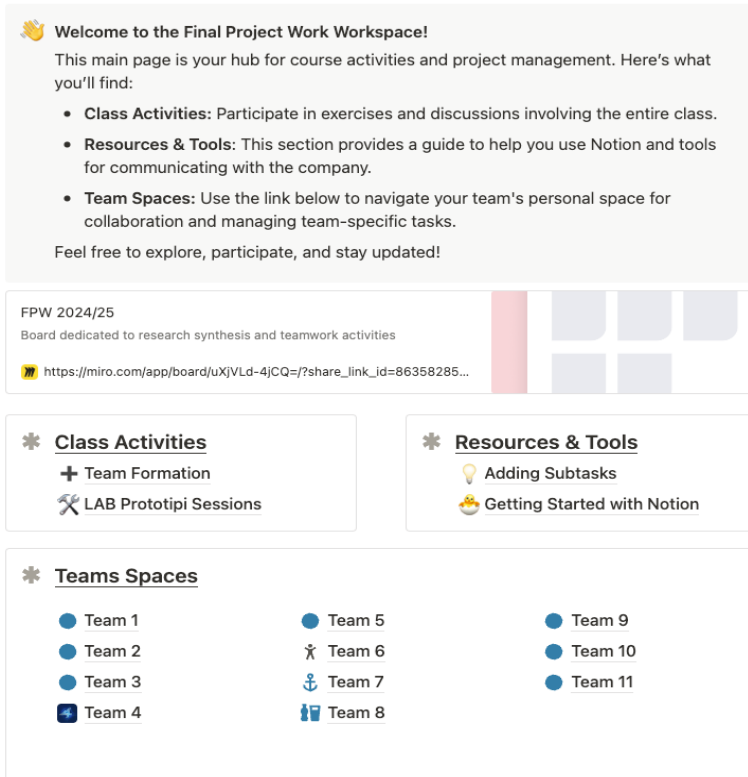 Welcome to the Final Project Work Workspace!
This main page is your hub for course activities and project management. Here’s what
you’ll find:
• Class Activities: Participate in exercises and discussions involving the entire class.
• Resources & Tools: This section provides a guide to help you use Notion and tools
for communicating with the company.
• Team Spaces: Use the link below to navigate your team's personal space for
collaboration and managing team-specific tasks.
Feel free to explore, participate, and stay updated!
FPW 2024/25
Board dedicated to research synthesis and teamwork activities
https://miro.com/app/board/uXjVLd-4jCQ=/?share_link_id=86358285...
Class Activities
Team Formation
LAB Prototipi Sessions
Resources & Tools
Adding Subtasks
Getting Started with Notion
Teams Spaces
Team 1
Team 2
Team 3
Team 4
Team 5
Team 6
Team 7
Team 8
Team 9
Team 10
Team 11